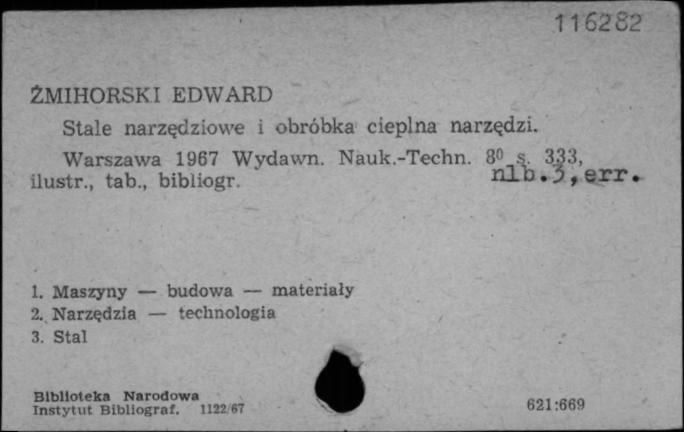 116282
ŻMIHORSKI EDWARD
Stale narzędziowe i obróbka cieplna narzędzi.
Warszawa 1967 Wydawn. Nauk.-Techn. 8⁰ s. 333,
ilustr., tab., bibliogr. nlb.3,err.
1. Maszyny — budowa — materiały
2. Narzędzia — technologia
3. Stal
Biblioteka Narodowa
Instytut Bibliograf. 1122/67
621:669